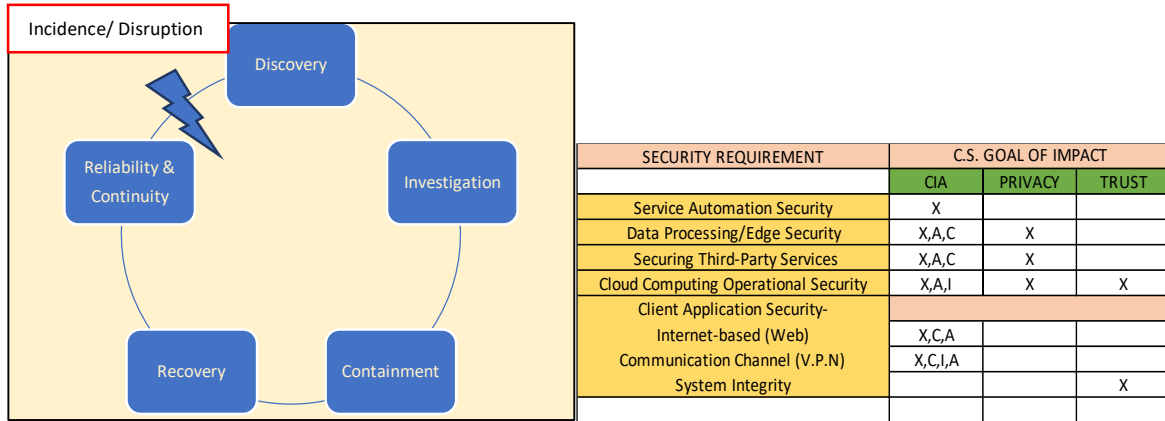 Incidence/ Disruption
Discovery
Reliability &
Continuity
Investigation
Recovery
Containment
SECURITY REQUIREMENT C.S. GOAL OF IMPACT
CIA PRIVACY TRUST
Service Automation Security X
Data Processing/Edge Security X,A,C X
Securing Third-Party Services X,A,C X
Cloud Computing Operational Security X,A,I X X
Client Application Security-
Internet-based (Web) X,C,A
Communication Channel (V.P.N) X,C,I,A
System Integrity X